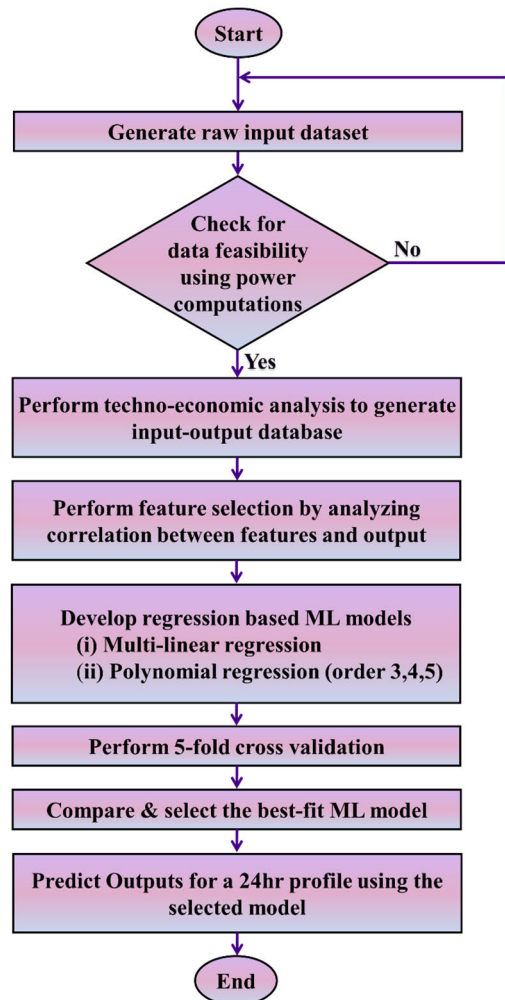 Start
Generate raw input dataset
Check for
data feasibility
using power
computations
No
Yes
Perform techno-economic analysis to generate
input-output database
Perform feature selection by analyzing
correlation between features and output
Develop regression based ML models
(i) Multi-linear regression
(ii) Polynomial regression (order 3,4,5)
Perform 5-fold cross validation
Compare & select the best-fit ML model
Predict Outputs for a 24hr profile using the
selected model
End